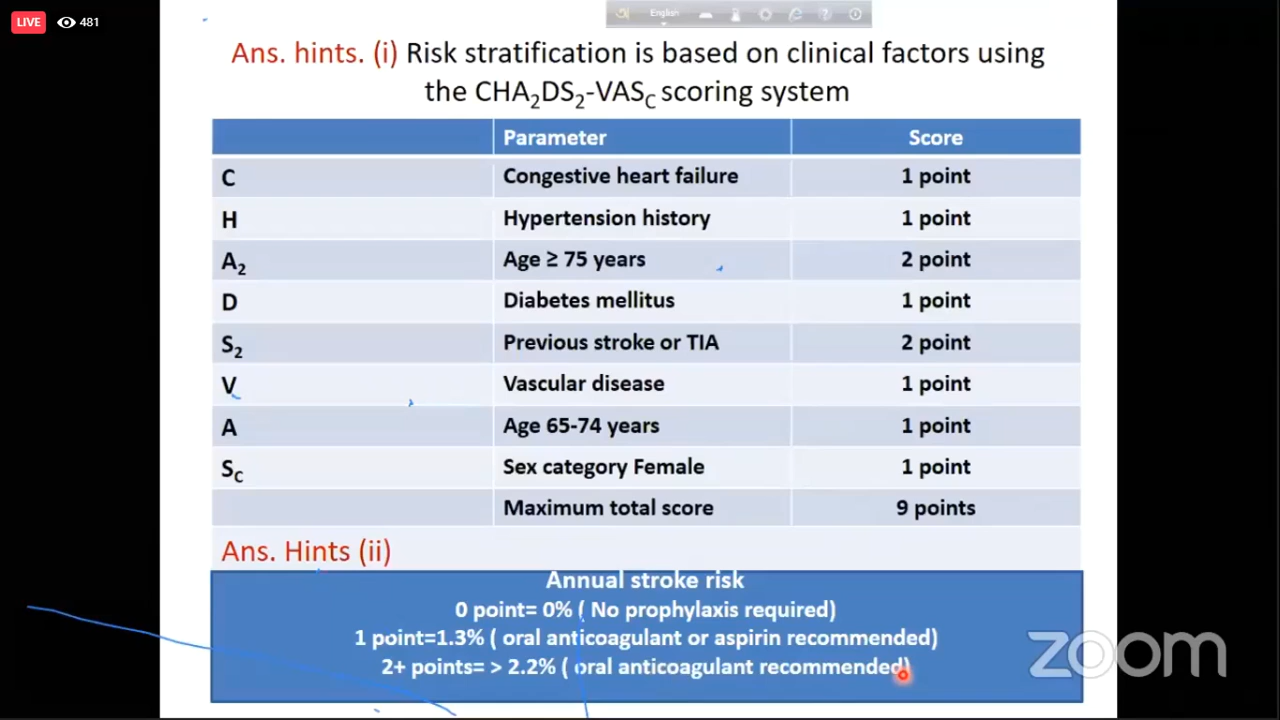 LIVE 481
English
Ans. hints. (i) Risk stratification is based on clinical factors using
the CHA₂DS₂-VASC scoring system
Parameter Score
C Congestive heart failure 1 point
H Hypertension history 1 point
A₂ Age ≥ 75 years 2 point
D Diabetes mellitus 1 point
S₂ Previous stroke or TIA 2 point
V Vascular disease 1 point
A Age 65-74 years 1 point
SC Sex category Female 1 point
Maximum total score 9 points
Ans. Hints (ii)
Annual stroke risk
0 point= 0% ( No prophylaxis required)
1 point=1.3% ( oral anticoagulant or aspirin recommended)
2+ points= > 2.2% ( oral anticoagulant recommended)
zoom